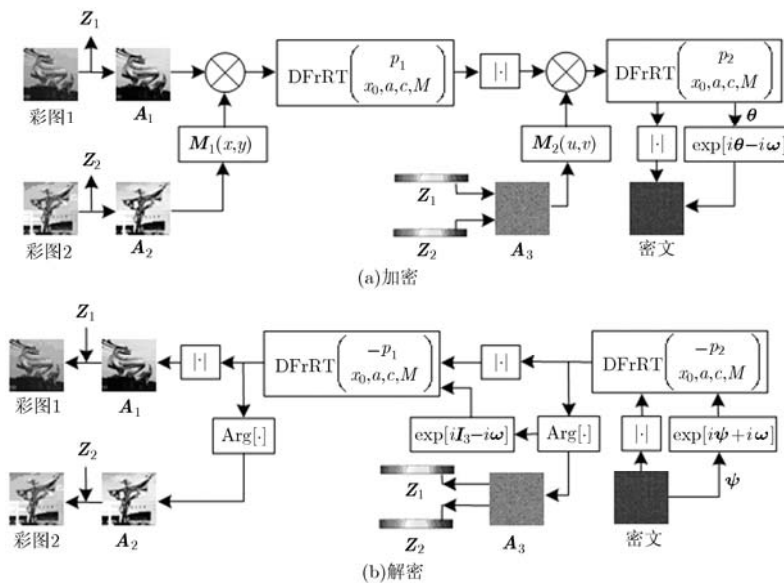 Z₁
彩图1
A₁
DFrRT( p₁ x₀,a,c,M )
|·|
DFrRT( p₂ x₀,a,c,M )
θ
M₁(x,y)
M₂(u,v)
|·|
exp[iθ−iω]
Z₂
Z₁
彩图2
A₂
Z₂
A₃
密文
(a)加密
Z₁
彩图1
A₁
|·|
DFrRT( −p₁ x₀,a,c,M )
|·|
DFrRT( −p₂ x₀,a,c,M )
Arg[·]
exp[iI₃−iω]
Arg[·]
|·|
exp[iψ+iω]
Z₂
Z₁
ψ
彩图2
A₂
Z₂
A₃
密文
(b)解密